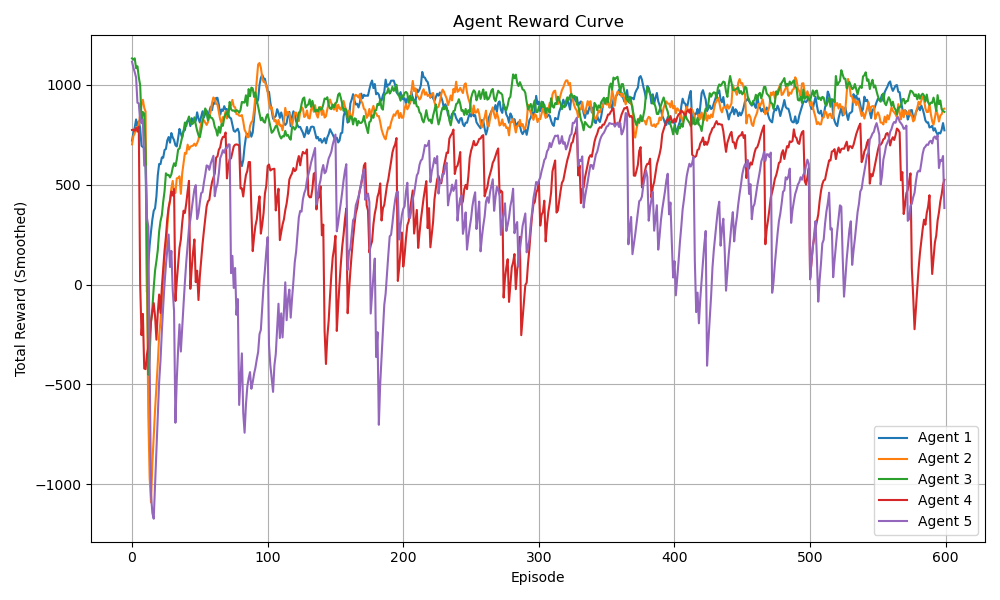 Agent Reward Curve
Total Reward (Smoothed)
1000
500
0
−500
−1000
0 100 200 300 400 500 600
Episode
Agent 1
Agent 2
Agent 3
Agent 4
Agent 5